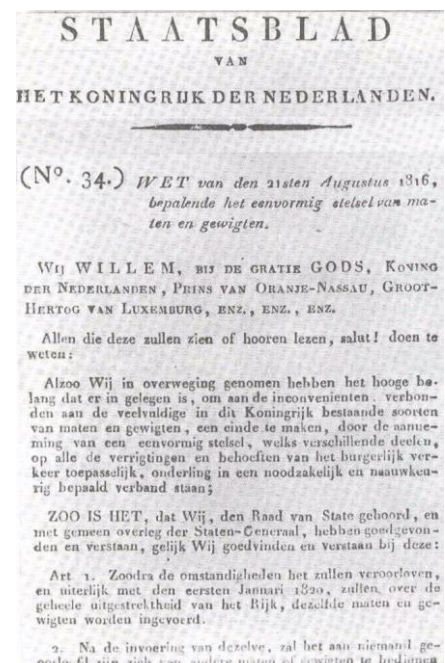 STAATSBLAD
VAN
HET KONINGRIJK DER NEDERLANDEN.
(No. 34.) WET van den 21sten Augustus 1816,
bepalende het eenvormig stelsel van ma-
ten en gewigten.
WIJ WILLEM, BIJ DE GRATIE GODS, KONING
DER NEDERLANDEN, PRINS VAN ORANJE-NASSAU, GROOT-
HERTOG VAN LUXEMBURG, ENZ., ENZ., ENZ.
Allen die deze zullen zien of hooren lezen, salut! doen te
weten:
Alzoo Wij in overweging genomen hebben het hooge be-
lang dat er in gelegen is, om aan de inconvenienten, verbon-
den aan de veelvuldige in dit Koningrijk bestaande soorten
van maten en gewigten, een einde te maken, door de aanne-
ming van een eenvormig stelsel, welks verschillende deelen,
op alle de verrigtingen en behoeften van het burgerlijk ver-
keer toepasselijk, onderling in een noodzakelijk en naauwkeu-
rig bepaald verband staan;
ZOO IS HET, dat Wij, den Raad van State gehoord, en
met gemeen overleg der Staten-Generaal, hebben goedgevon-
den en verstaan, gelijk Wij goedvinden en verstaan bij deze:
Art. 1. Zoodra de omstandigheden het zullen veroorloven,
en uiterlijk met den eersten Januari 1820, zullen over de
geheele uitgestrektheid van het Rijk, dezelfde maten en ge-
wigten worden ingevoerd.
2. Na de invoering van dezelve, zal het aan niemand ge-